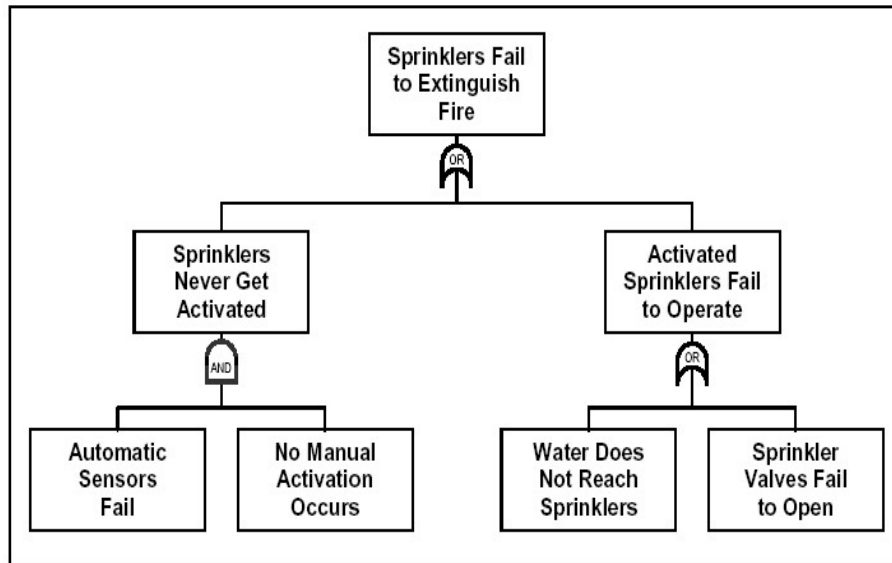 Sprinklers Fail
to Extinguish
Fire
OR
Sprinklers
Never Get
Activated
Activated
Sprinklers Fail
to Operate
AND
OR
Automatic
Sensors
Fail
No Manual
Activation
Occurs
Water Does
Not Reach
Sprinklers
Sprinkler
Valves Fail
to Open